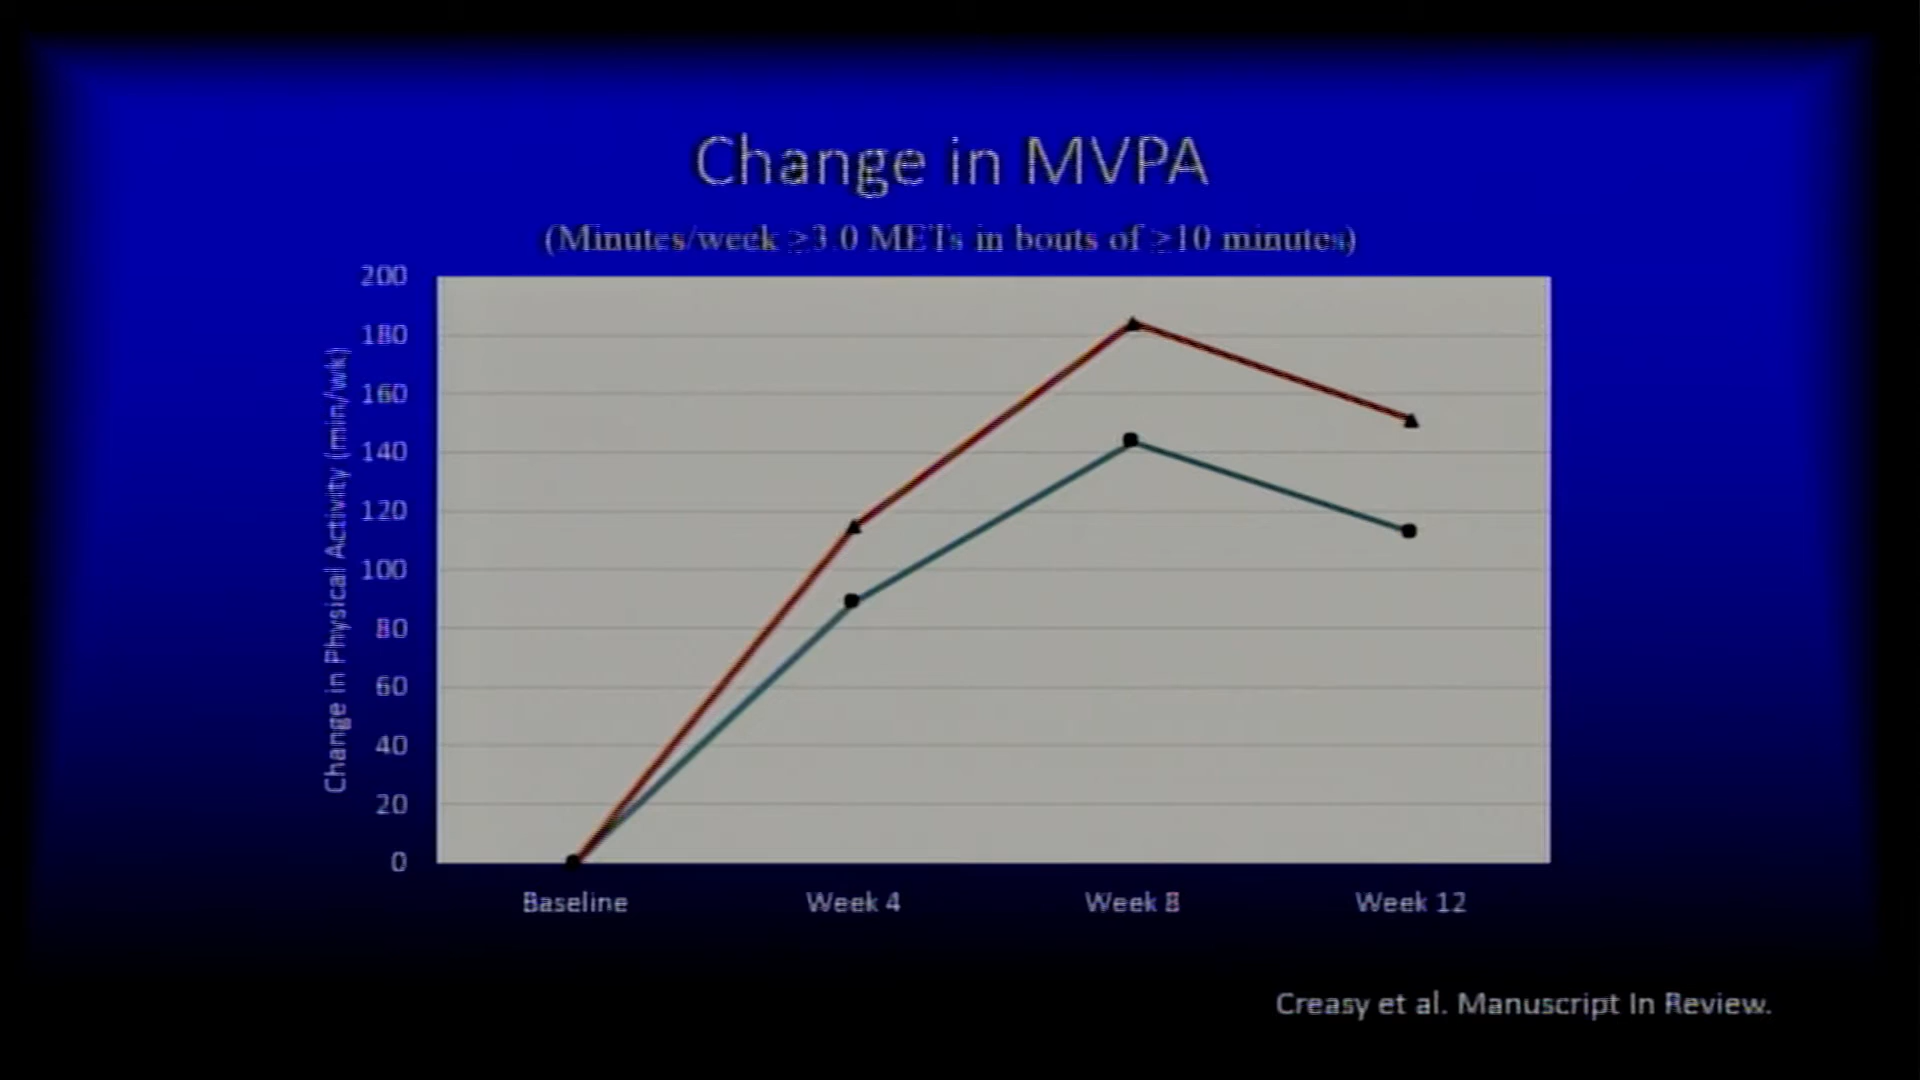 Change in MVPA
(Minutes/week ≥3.0 METs in bouts of ≥10 minutes)
200
180
160
140
120
100
80
60
40
20
0
Change in Physical Activity (min/wk)
Baseline Week 4 Week 8 Week 12
Creasy et al. Manuscript In Review.